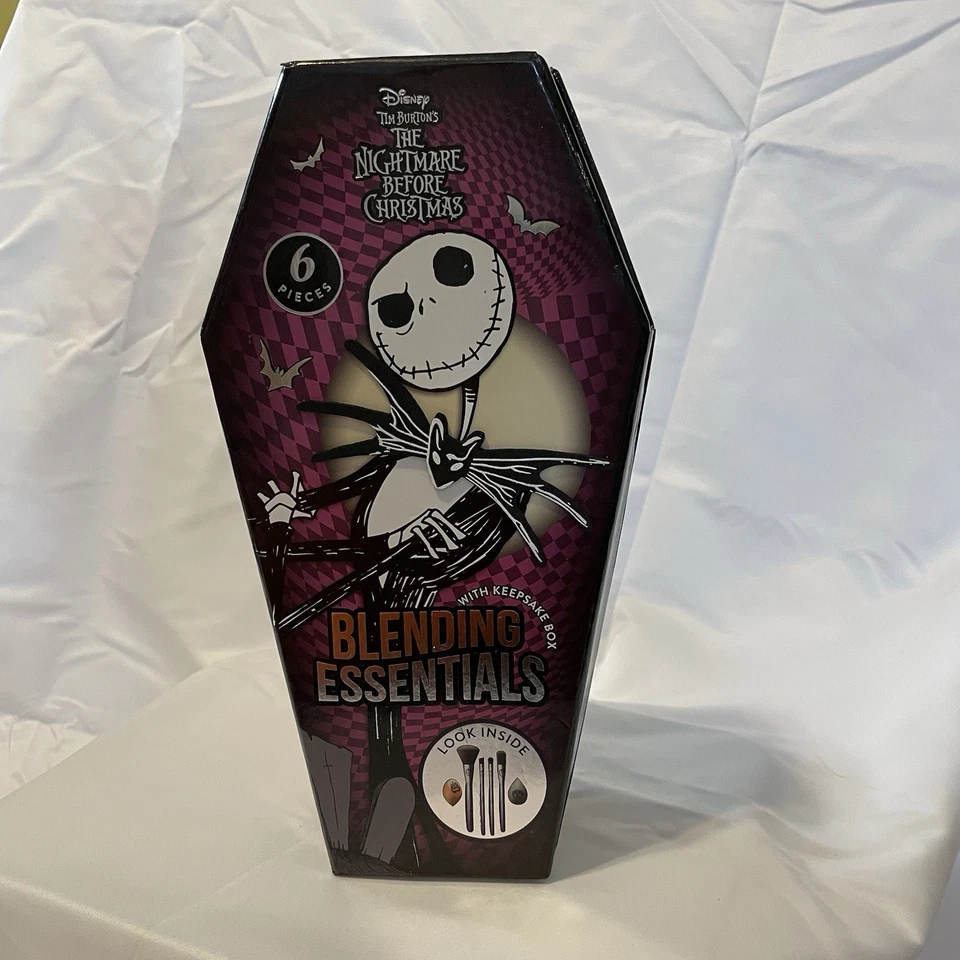 Disney
TIM BURTON'S
THE
NIGHTMARE
BEFORE
CHRISTMAS
6
PIECES
WITH KEEPSAKE BOX
BLENDING
ESSENTIALS
LOOK INSIDE